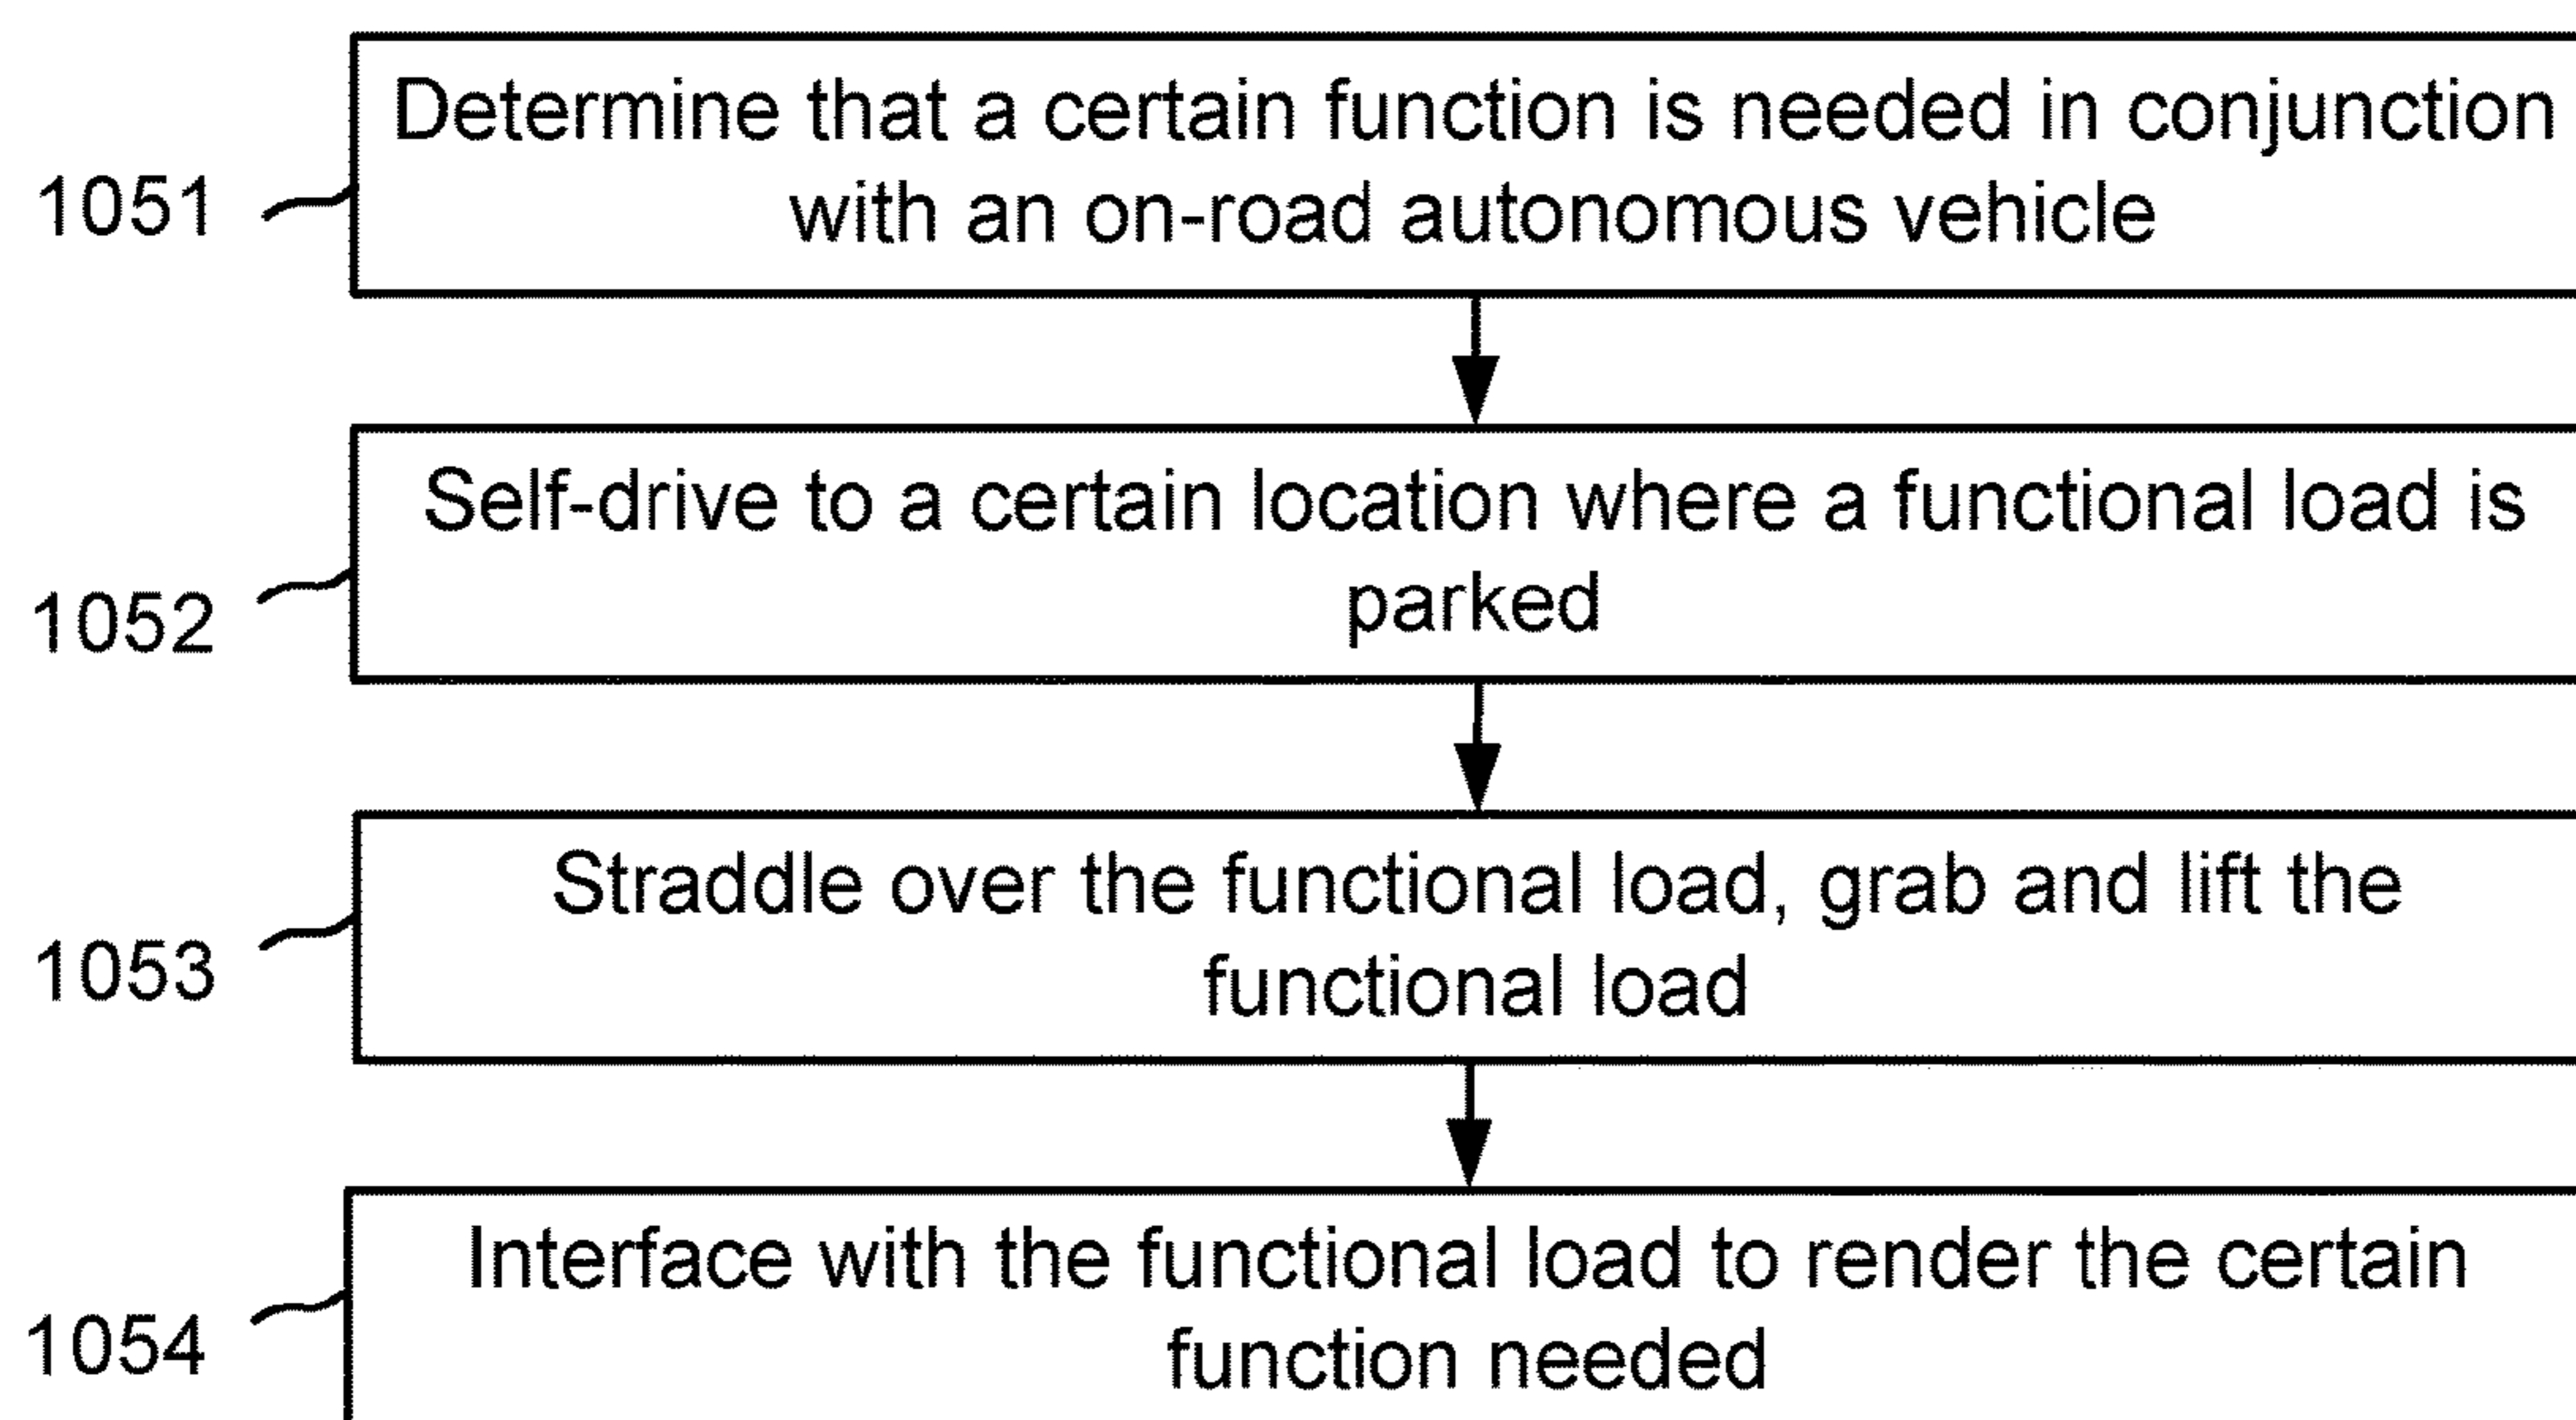 Determine that a certain function is needed in conjunction
1051
with an on-road autonomous vehicle
Self-drive to a certain location where a functional load is
1052
parked
Straddle over the functional load, grab and lift the
1053
functional load
Interface with the functional load to render the certain
1054
function needed